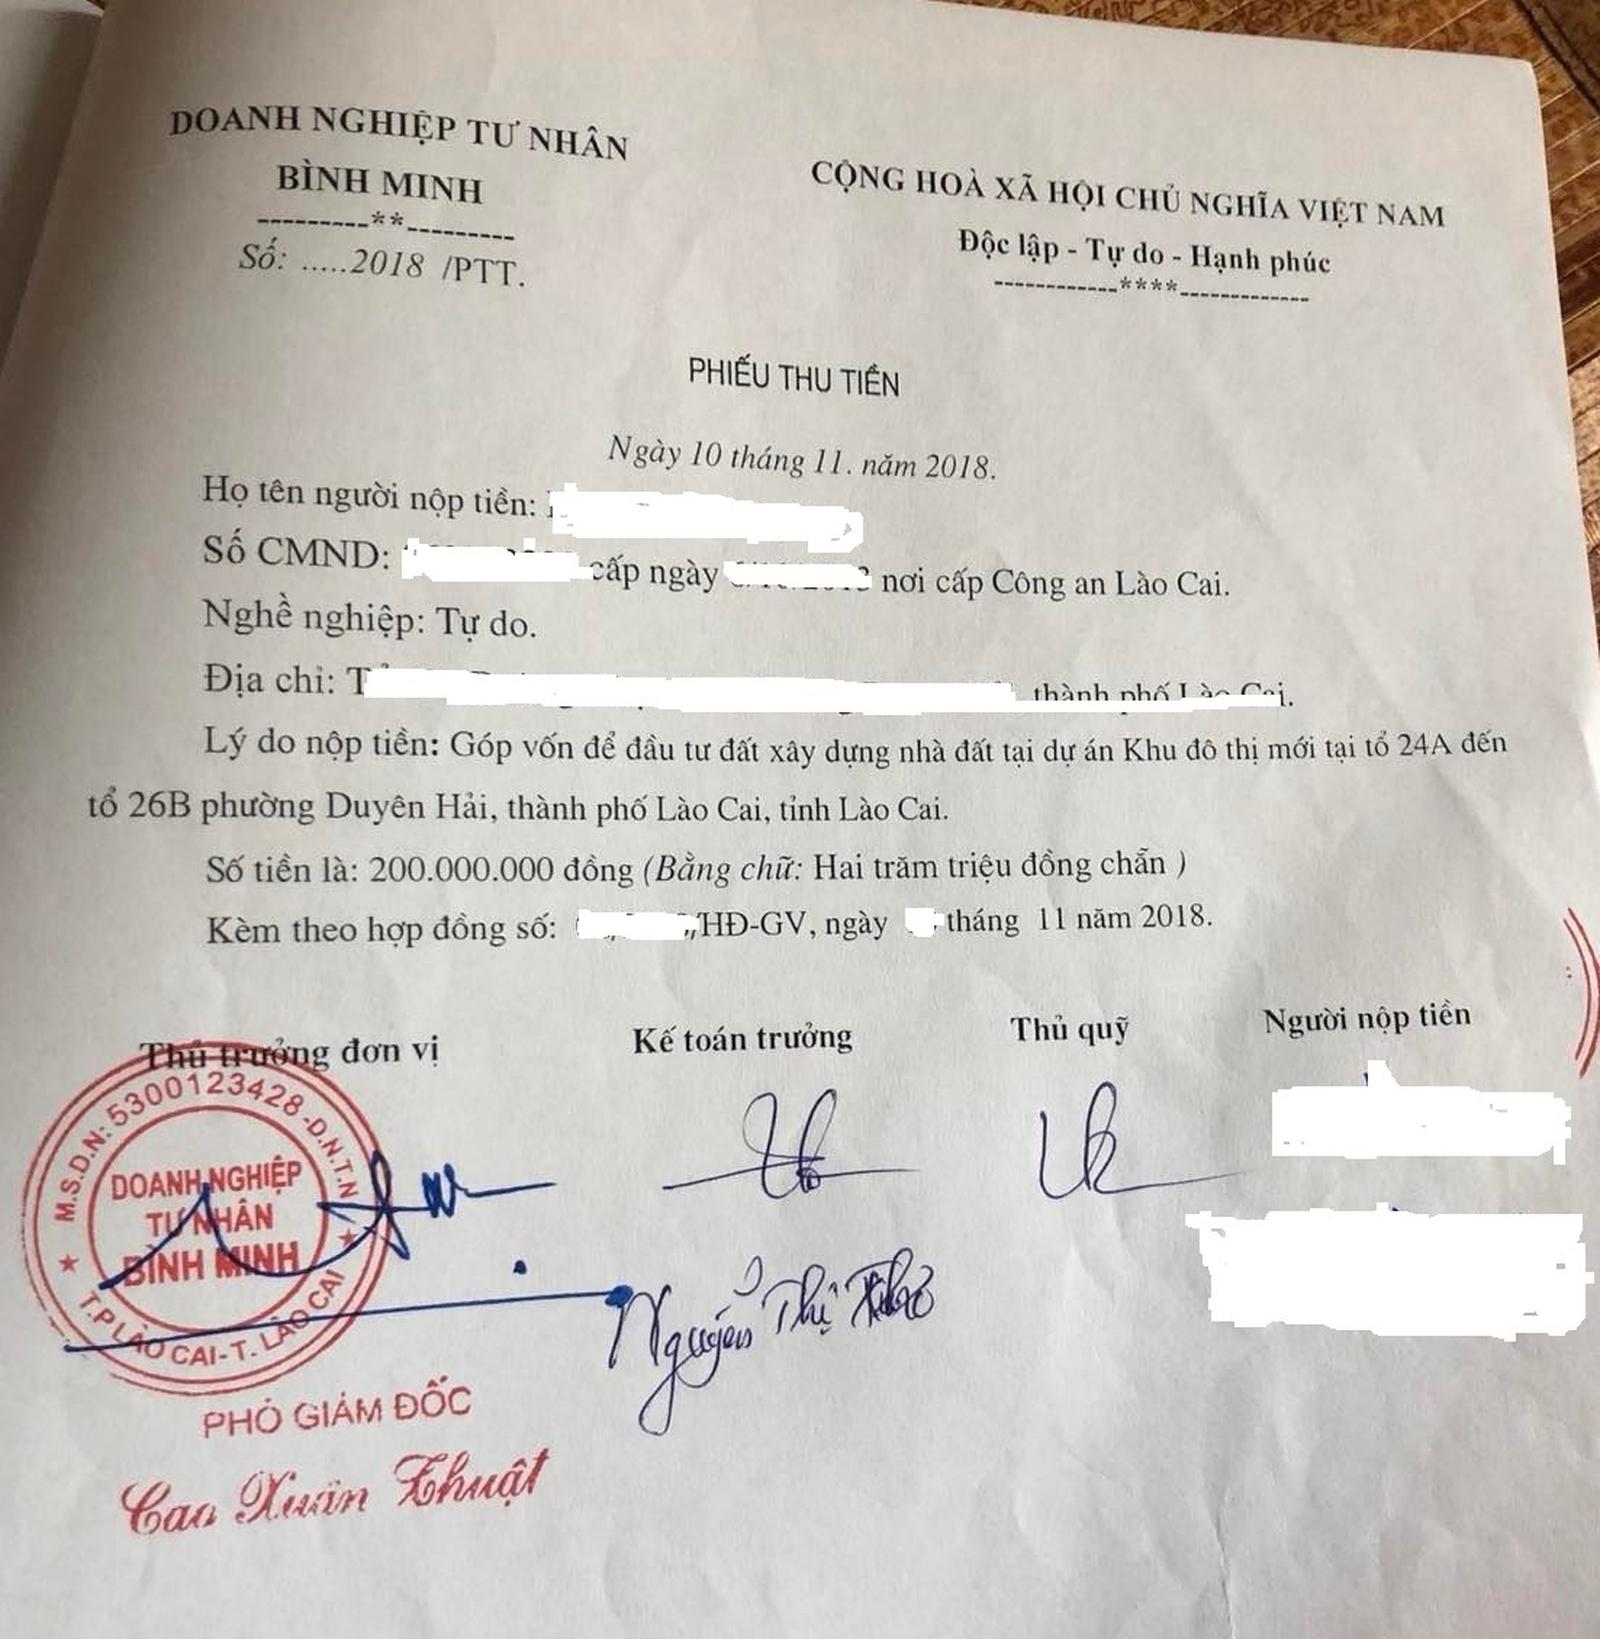 DOANH NGHIỆP TƯ NHÂN
BÌNH MINH
---------**---------
Số: .....2018 /PTT.
CỘNG HOÀ XÃ HỘI CHỦ NGHĨA VIỆT NAM
Độc lập - Tự do - Hạnh phúc
------------****-------------
PHIẾU THU TIỀN
Ngày 10 tháng 11. năm 2018.
Họ tên người nộp tiền:
Số CMND: cấp ngày nơi cấp Công an Lào Cai.
Nghề nghiệp: Tự do.
Địa chỉ: thành phố Lào Cai.
Lý do nộp tiền: Góp vốn để đầu tư đất xây dựng nhà đất tại dự án Khu đô thị mới tại tổ 24A đến
tổ 26B phường Duyên Hải, thành phố Lào Cai, tỉnh Lào Cai.
Số tiền là: 200.000.000 đồng (Bằng chữ: Hai trăm triệu đồng chẵn )
Kèm theo hợp đồng số: /HĐ-GV, ngày tháng 11 năm 2018.
Thủ trưởng đơn vị
Kế toán trưởng
Thủ quỹ
Người nộp tiền
M.S.D.N: 5300123428-D.N.T.N
DOANH NGHIỆP
TƯ NHÂN
BÌNH MINH
T.P LÀO CAI - T. LÀO CAI
Nguyễn Thị
PHÓ GIÁM ĐỐC
Cao Xuân Thuật